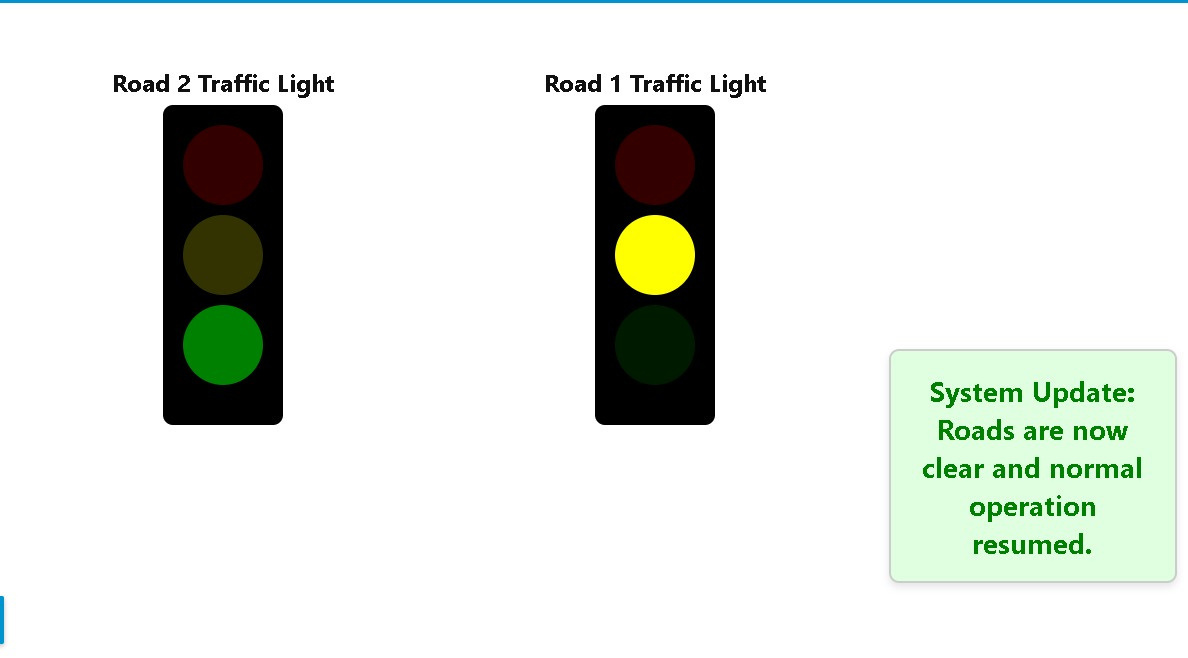 Road 2 Traffic Light
Road 1 Traffic Light
System Update:
Roads are now
clear and normal
operation
resumed.